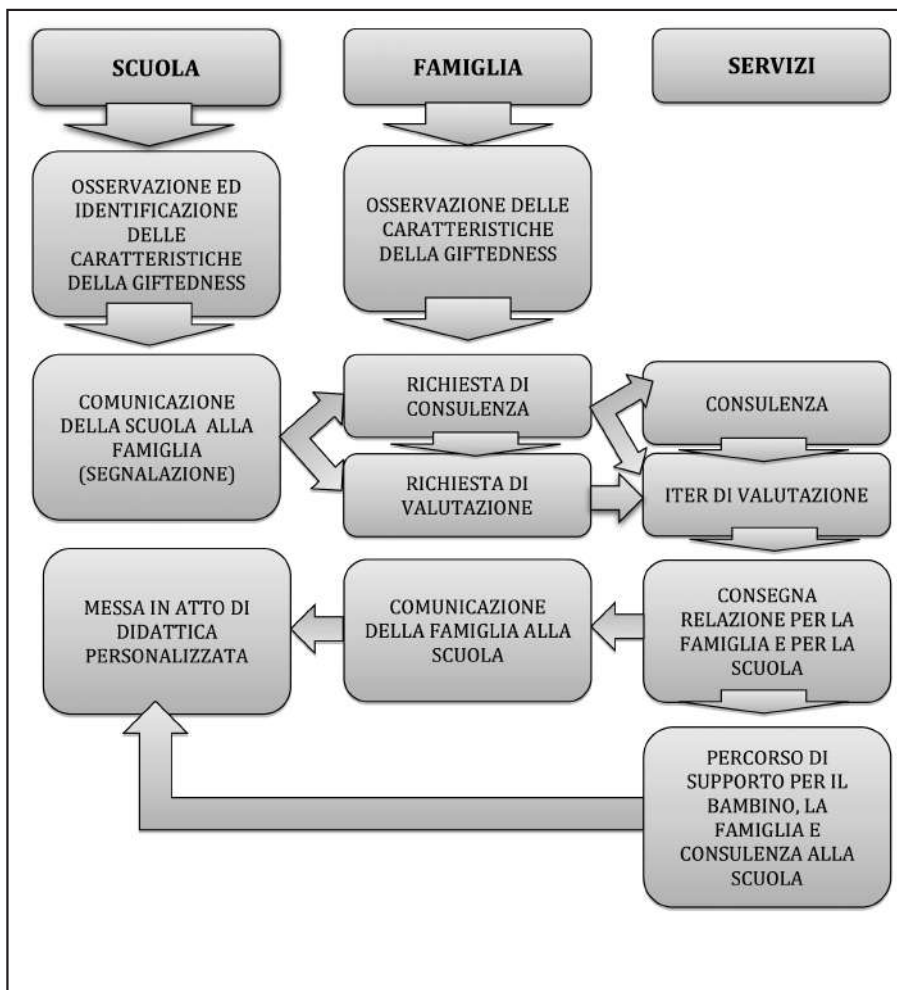 SCUOLA
FAMIGLIA
SERVIZI
OSSERVAZIONE ED
IDENTIFICAZIONE
DELLE
CARATTERISTICHE
DELLA GIFTEDNESS
OSSERVAZIONE DELLE
CARATTERISTICHE
DELLA GIFTEDNESS
COMUNICAZIONE
DELLA SCUOLA ALLA
FAMIGLIA
(SEGNALAZIONE)
RICHIESTA DI
CONSULENZA
CONSULENZA
RICHIESTA DI
VALUTAZIONE
ITER DI VALUTAZIONE
MESSA IN ATTO DI
DIDATTICA
PERSONALIZZATA
COMUNICAZIONE
DELLA FAMIGLIA ALLA
SCUOLA
CONSEGNA
RELAZIONE PER LA
FAMIGLIA E PER LA
SCUOLA
PERCORSO DI
SUPPORTO PER IL
BAMBINO, LA
FAMIGLIA E
CONSULENZA ALLA
SCUOLA